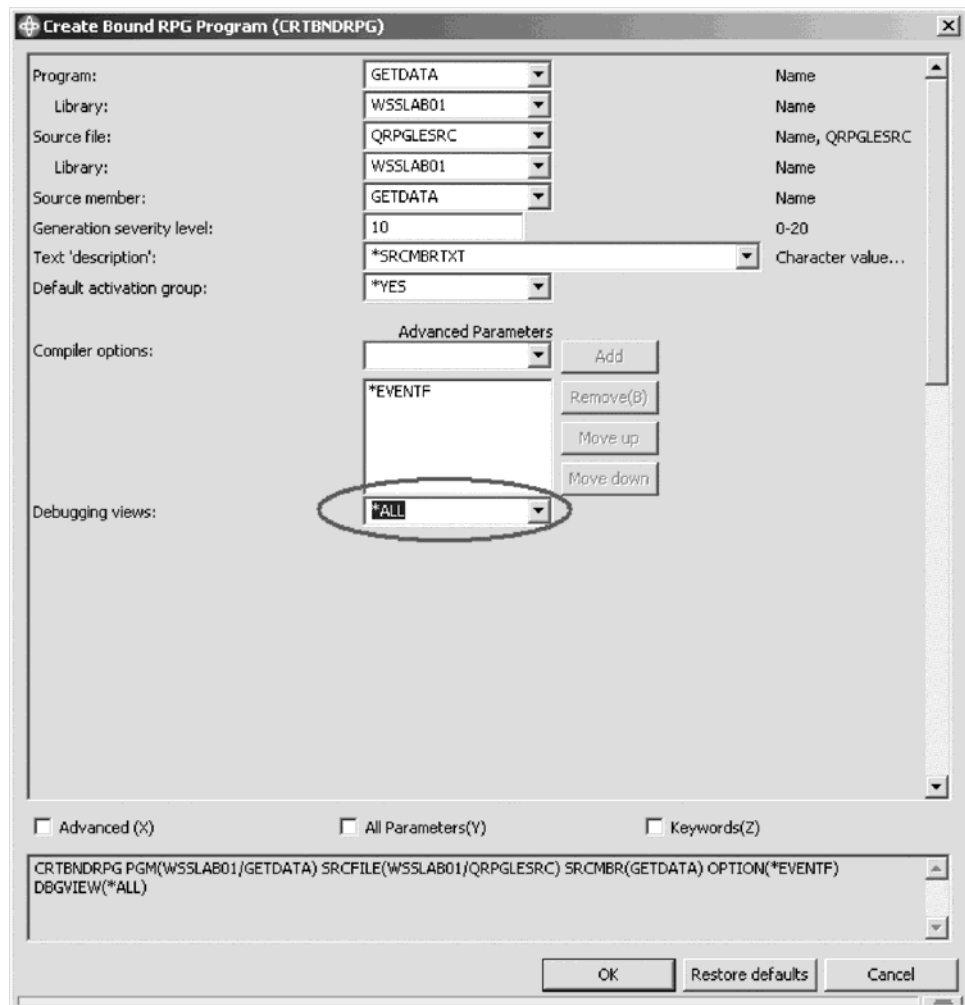 Create Bound RPG Program (CRTBNDRPG)
Program: GETDATA Name
Library: WSSLAB01 Name
Source file: QRPGLESRC Name, QRPGLESRC
Library: WSSLAB01 Name
Source member: GETDATA Name
Generation severity level: 10 0-20
Text 'description': *SRCMBRTXT Character value...
Default activation group: *YES
Advanced Parameters
Compiler options: Add
*EVENTF Remove(B)
Move up
Move down
Debugging views: *ALL
Advanced (X) All Parameters(Y) Keywords(Z)
CRTBNDRPG PGM(WSSLAB01/GETDATA) SRCFILE(WSSLAB01/QRPGLESRC) SRCMBR(GETDATA) OPTION(*EVENTF)
DBGVIEW(*ALL)
OK Restore defaults Cancel